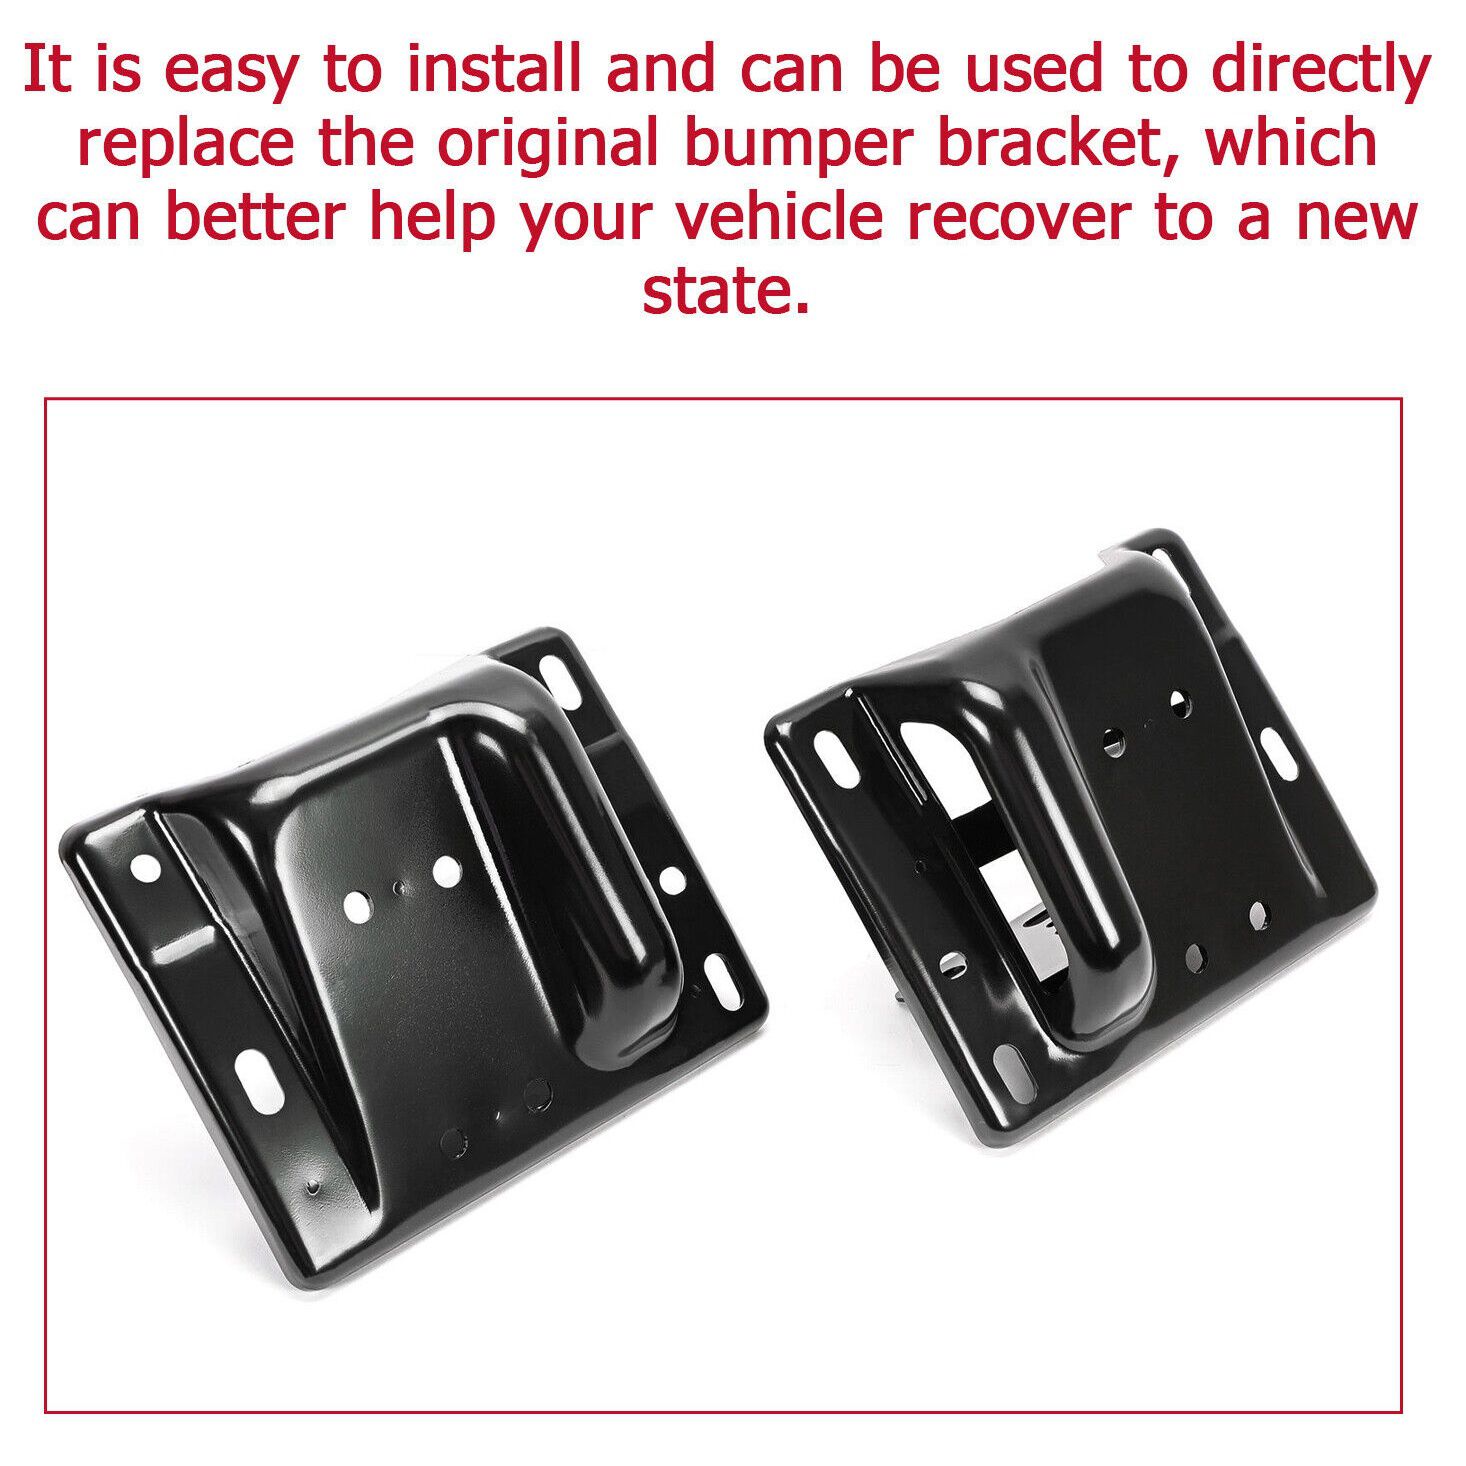 It is easy to install and can be used to directly
replace the original bumper bracket, which
can better help your vehicle recover to a new
state.